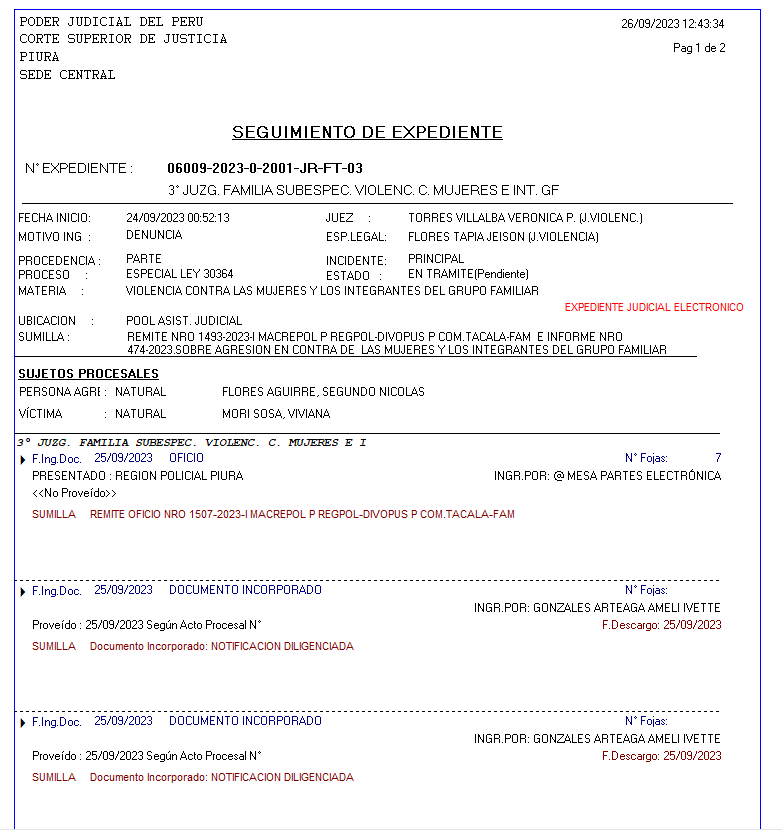 PODER JUDICIAL DEL PERU
26/09/2023 12:43:34
CORTE SUPERIOR DE JUSTICIA
Pag 1 de 2
PIURA
SEDE CENTRAL
SEGUIMIENTO DE EXPEDIENTE
N° EXPEDIENTE : 06009-2023-0-2001-JR-FT-03
3° JUZG. FAMILIA SUBESPEC. VIOLENC. C. MUJERES E INT. GF
FECHA INICIO: 24/09/2023 00:52:13 JUEZ : TORRES VILLALBA VERONICA P. (J.VIOLENC.)
MOTIVO ING : DENUNCIA ESP.LEGAL: FLORES TAPIA JEISON (J.VIOLENCIA)
PROCEDENCIA : PARTE INCIDENTE: PRINCIPAL
PROCESO : ESPECIAL LEY 30364 ESTADO : EN TRAMITE(Pendiente)
MATERIA : VIOLENCIA CONTRA LAS MUJERES Y LOS INTEGRANTES DEL GRUPO FAMILIAR
EXPEDIENTE JUDICIAL ELECTRONICO
UBICACION : POOL ASIST. JUDICIAL
SUMILLA : REMITE NRO 1493-2023-I MACREPOL P REGPOL-DIVOPUS P COM.TACALA-FAM E INFORME NRO
474-2023.SOBRE AGRESION EN CONTRA DE LAS MUJERES Y LOS INTEGRANTES DEL GRUPO FAMILIAR
SUJETOS PROCESALES
PERSONA AGRE : NATURAL FLORES AGUIRRE, SEGUNDO NICOLAS
VÍCTIMA : NATURAL MORI SOSA, VIVIANA
3° JUZG. FAMILIA SUBESPEC. VIOLENC. C. MUJERES E I
F.Ing.Doc. 25/09/2023 OFICIO N° Fojas: 7
PRESENTADO : REGION POLICIAL PIURA INGR.POR: @ MESA PARTES ELECTRÓNICA
<<No Proveído>>
SUMILLA REMITE OFICIO NRO 1507-2023-I MACREPOL P REGPOL-DIVOPUS P COM.TACALA-FAM
F.Ing.Doc. 25/09/2023 DOCUMENTO INCORPORADO N° Fojas:
INGR.POR: GONZALES ARTEAGA AMELI IVETTE
Proveído : 25/09/2023 Según Acto Procesal N° F.Descargo: 25/09/2023
SUMILLA Documento Incorporado: NOTIFICACION DILIGENCIADA
F.Ing.Doc. 25/09/2023 DOCUMENTO INCORPORADO N° Fojas:
INGR.POR: GONZALES ARTEAGA AMELI IVETTE
Proveído : 25/09/2023 Según Acto Procesal N° F.Descargo: 25/09/2023
SUMILLA Documento Incorporado: NOTIFICACION DILIGENCIADA